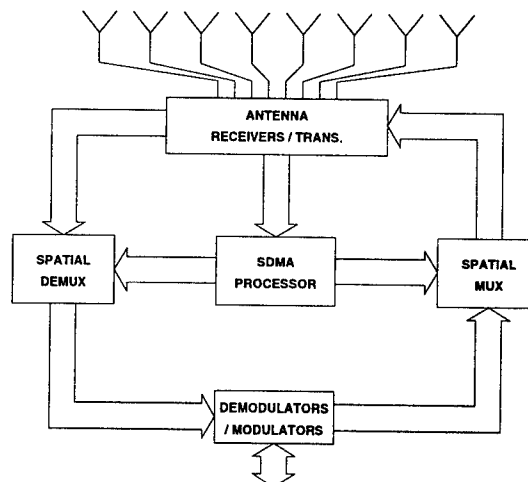 ANTENNA
RECEIVERS / TRANS.
SPATIAL
DEMUX
SDMA
PROCESSOR
SPATIAL
MUX
DEMODULATORS
/ MODULATORS